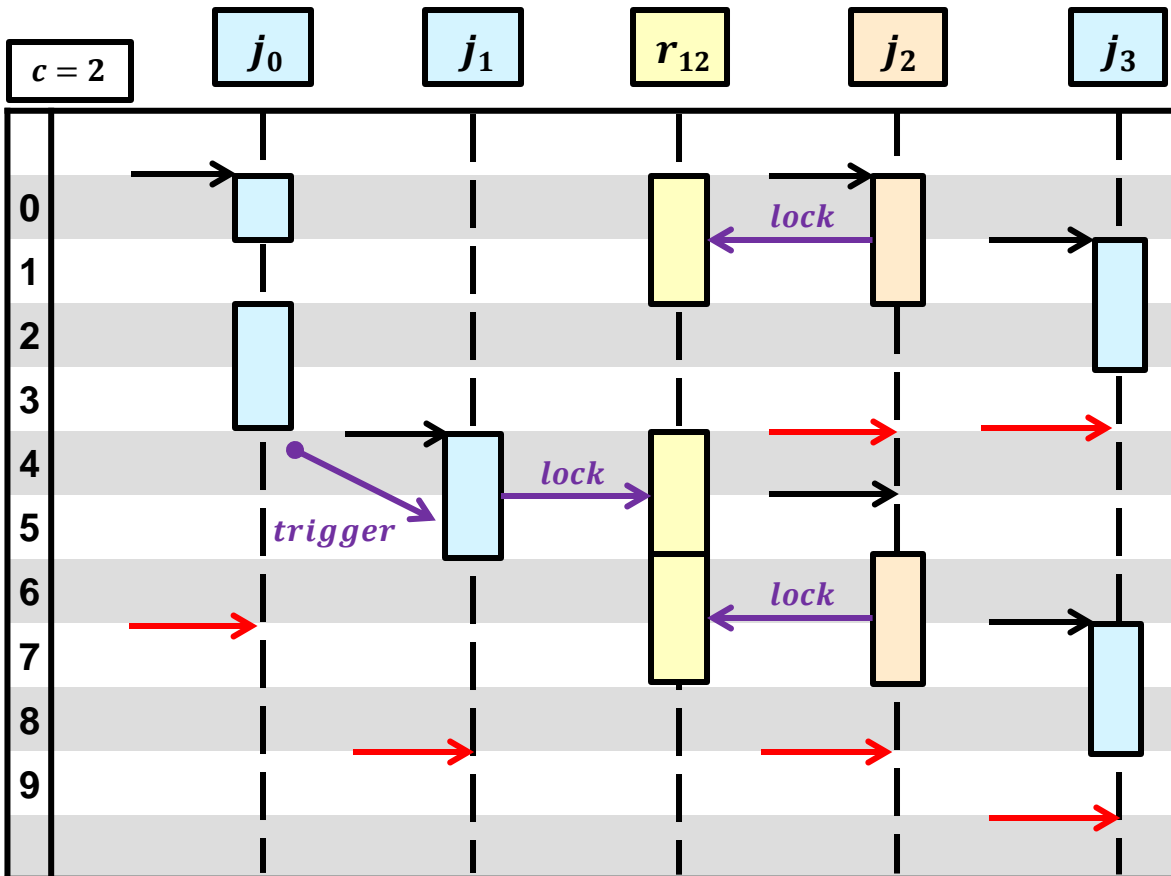 c = 2
j₀
j₁
r₁₂
j₂
j₃
0
lock
1
2
3
4
lock
5
trigger
6
lock
7
8
9